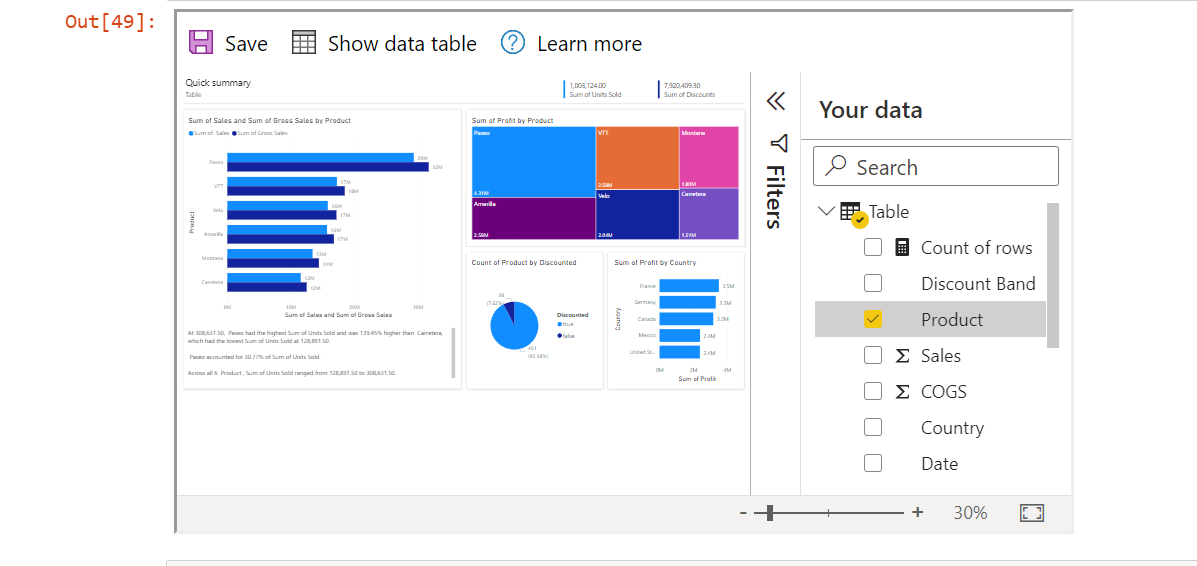 Out[49]:
Save Show data table Learn more
Quick summary
Table
1,003,124.00
Sum of Units Sold
7,920,409.30
Sum of Discounts
Sum of Sales and Sum of Gross Sales by Product
Sum of Sales Sum of Gross Sales
Product
Paseo 29M
32M
VTT 17M
18M
Velo 16M
17M
Amarilla
17M
Montana
14M
Carretera 12M
12M
0M 10M 20M 30M
Sum of Sales and Sum of Gross Sales
At 308,631.50, Paseo had the highest Sum of Units Sold and was 139.45% higher than Carretera,
which had the lowest Sum of Units Sold at 128,891.50.
Paseo accounted for 30.77% of Sum of Units Sold.
Across all 6 Product, Sum of Units Sold ranged from 128,891.50 to 308,631.50.
Sum of Profit by Product
Paseo
4.31M
Amarilla
2.58M
VTT
2.58M
Velo
2.04M
Montana
1.80M
Carretera
1.51M
Count of Product by Discounted
(7.62%)
(92.38%)
Discounted
true
false
Sum of Profit by Country
Country
France 3.5M
Germany 3.3M
Canada 3.2M
Mexico 2.4M
United St... 2.4M
0M 2M 4M
Sum of Profit
Filters
Your data
Search
Table
Count of rows
Discount Band
Product
Σ Sales
Σ COGS
Country
Date
- + 30%